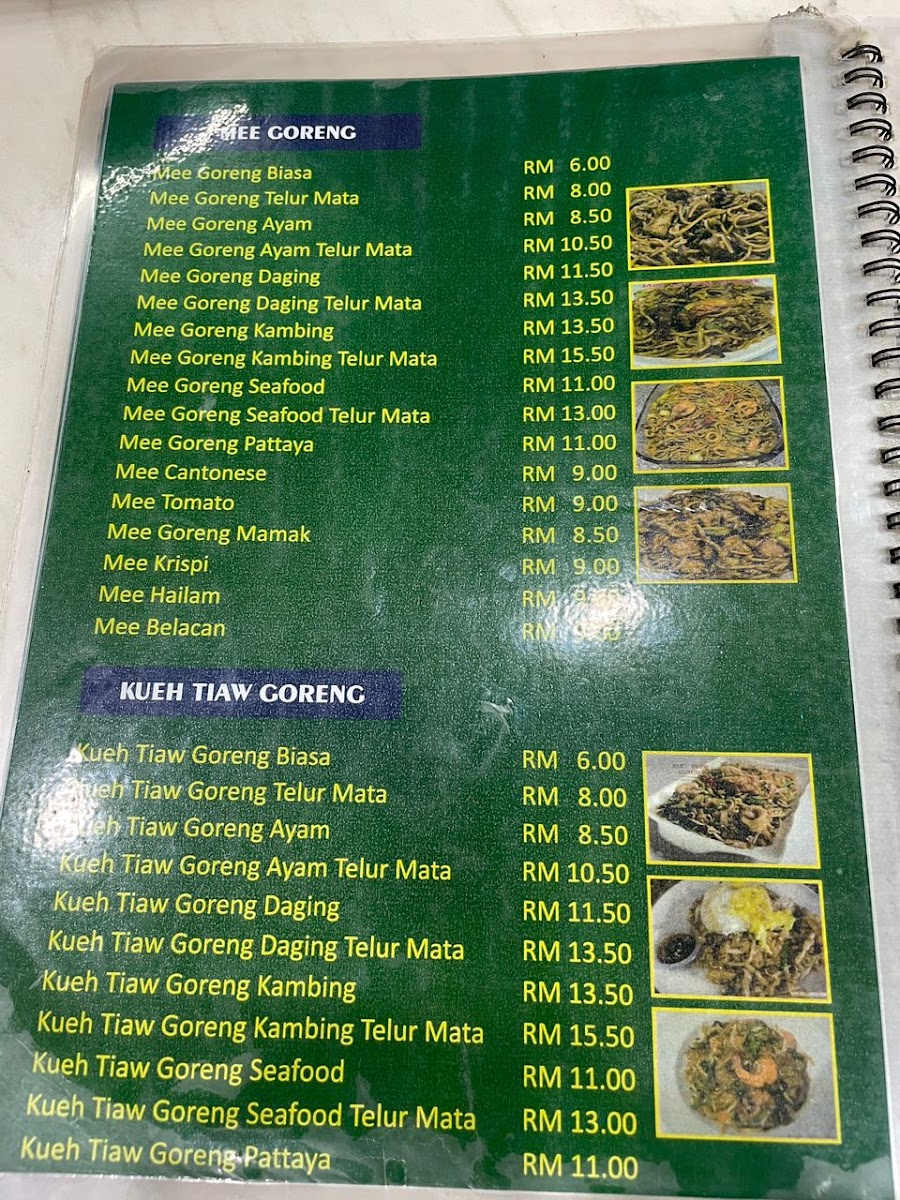 MEE GORENG
Mee Goreng Biasa RM 6.00
Mee Goreng Telur Mata RM 8.00
Mee Goreng Ayam RM 8.50
Mee Goreng Ayam Telur Mata RM 10.50
Mee Goreng Daging RM 11.50
Mee Goreng Daging Telur Mata RM 13.50
Mee Goreng Kambing RM 13.50
Mee Goreng Kambing Telur Mata RM 15.50
Mee Goreng Seafood RM 11.00
Mee Goreng Seafood Telur Mata RM 13.00
Mee Goreng Pattaya RM 11.00
Mee Cantonese RM 9.00
Mee Tomato RM 9.00
Mee Goreng Mamak RM 8.50
Mee Krispi RM 9.00
Mee Hailam RM
Mee Belacan RM
KUEH TIAW GORENG
Kueh Tiaw Goreng Biasa RM 6.00
Kueh Tiaw Goreng Telur Mata RM 8.00
Kueh Tiaw Goreng Ayam RM 8.50
Kueh Tiaw Goreng Ayam Telur Mata RM 10.50
Kueh Tiaw Goreng Daging RM 11.50
Kueh Tiaw Goreng Daging Telur Mata RM 13.50
Kueh Tiaw Goreng Kambing RM 13.50
Kueh Tiaw Goreng Kambing Telur Mata RM 15.50
Kueh Tiaw Goreng Seafood RM 11.00
Kueh Tiaw Goreng Seafood Telur Mata RM 13.00
Kueh Tiaw Goreng Pattaya RM 11.00